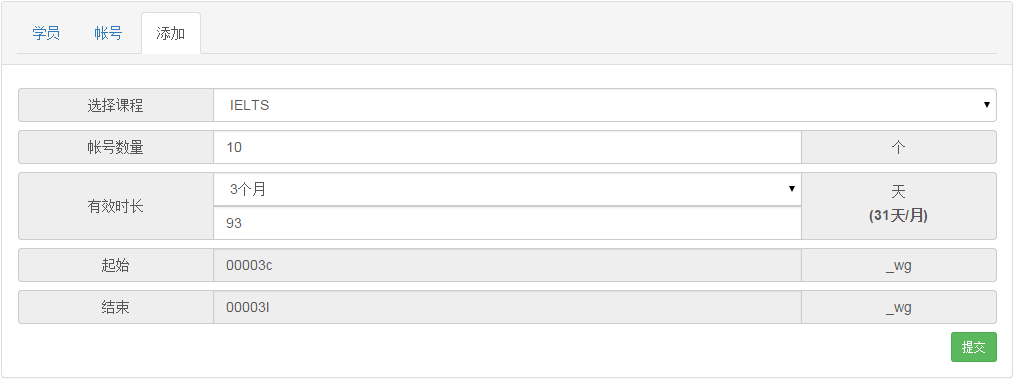 学员 帐号 添加
选择课程 IELTS
帐号数量 10 个
有效时长 3个月 天
93 (31天/月)
起始 00003c _wg
结束 00003l _wg
提交